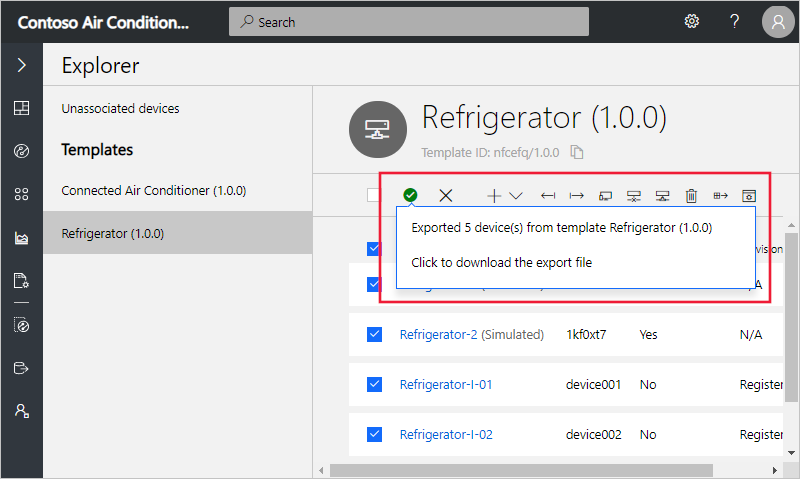 Contoso Air Condition...
Search
?
Explorer
Unassociated devices
Templates
Connected Air Conditioner (1.0.0)
Refrigerator (1.0.0)
Refrigerator (1.0.0)
Template ID: nfcefq/1.0.0
Exported 5 device(s) from template Refrigerator (1.0.0)
Click to download the export file
Refrigerator-2 (Simulated) 1kf0xt7 Yes N/A
Refrigerator-I-01 device001 No Register
Refrigerator-I-02 device002 No Register